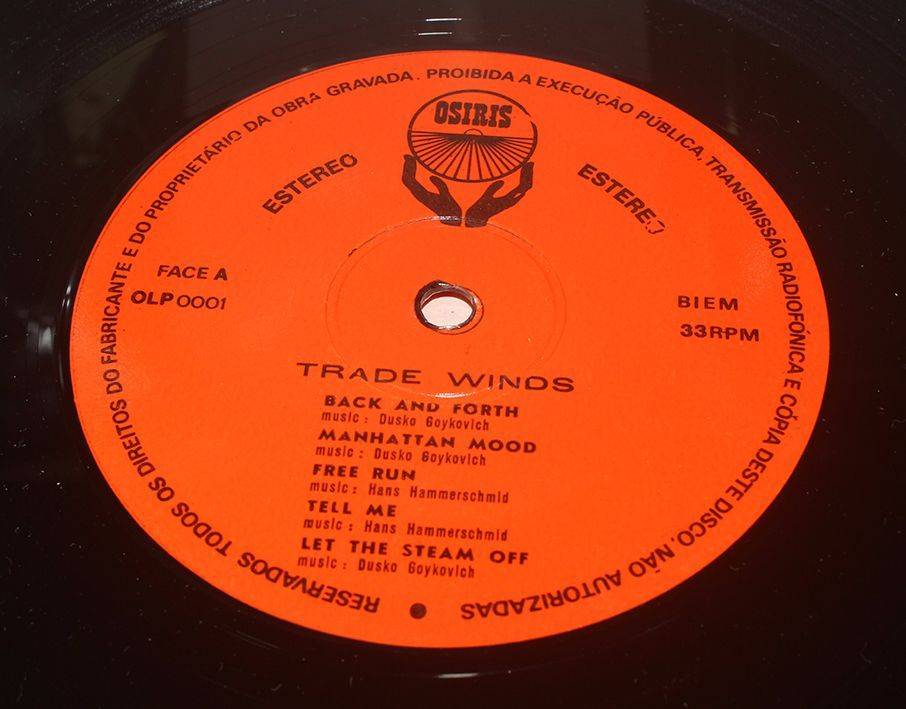 RESERVADOS TODOS OS DIREITOS DO FABRICANTE E DO PROPRIETÁRIO DA OBRA GRAVADA. PROIBIDA A EXECUÇÃO PÚBLICA, TRANSMISSÃO RADIOFÓNICA E CÓPIA DESTE DISCO, NÃO AUTORIZADAS
OSIRIS
ESTEREO
ESTEREO
FACE A
OLP 0001
BIEM
33RPM
TRADE WINDS
BACK AND FORTH
music : Dusko Goykovich
MANHATTAN MOOD
music : Dusko Goykovich
FREE RUN
music : Hans Hammerschmid
TELL ME
music : Hans Hammerschmid
LET THE STEAM OFF
music : Dusko Goykovich